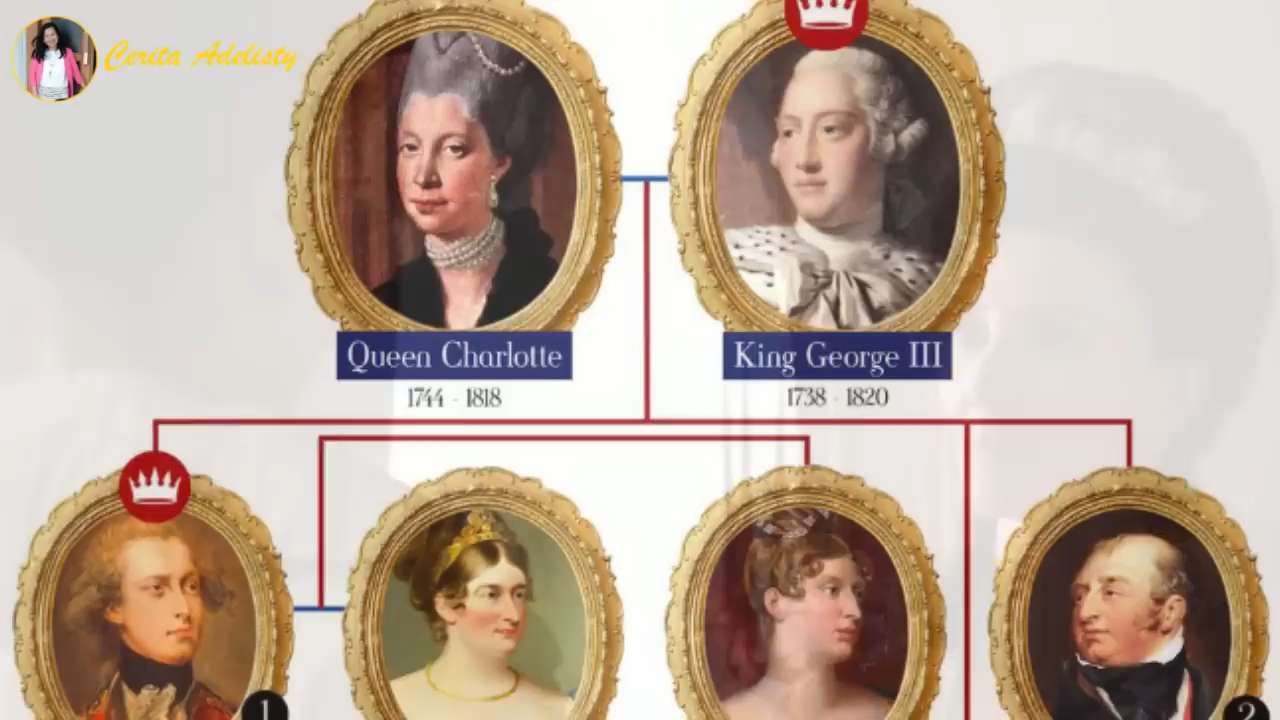 Cerita Adelisty
Queen Charlotte
King George III
1744 - 1818
1738 - 1820
1
2